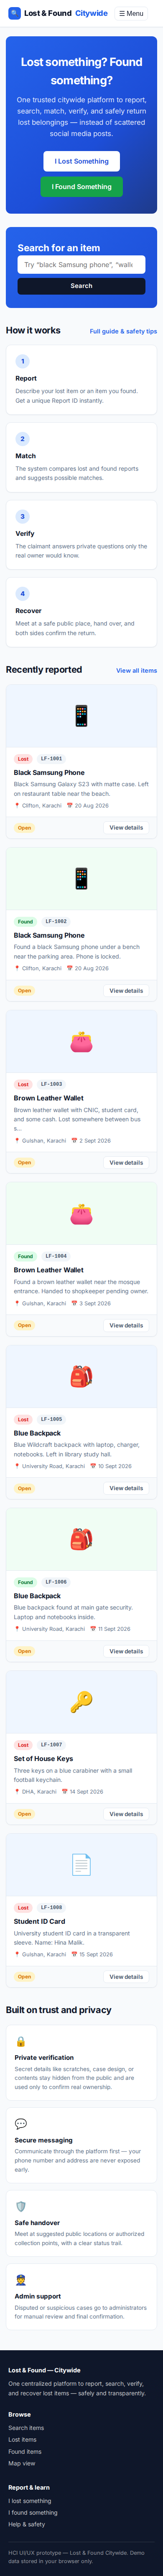 Lost & Found Citywide
☰ Menu
Lost something? Found
something?
One trusted citywide platform to report,
search, match, verify, and safely return
lost belongings — instead of scattered
social media posts.
I Lost Something
I Found Something
Search for an item
Try "black Samsung phone", "walle
Search
How it works
Full guide & safety tips
1
Report
Describe your lost item or an item you found.
Get a unique Report ID instantly.
2
Match
The system compares lost and found reports
and suggests possible matches.
3
Verify
The claimant answers private questions only the
real owner would know.
4
Recover
Meet at a safe public place, hand over, and
both sides confirm the return.
Recently reported
View all items
Lost LF-1001
Black Samsung Phone
Black Samsung Galaxy S23 with matte case. Left
on restaurant table near the beach.
Clifton, Karachi 20 Aug 2026
Open View details
Found LF-1002
Black Samsung Phone
Found a black Samsung phone under a bench
near the parking area. Phone is locked.
Clifton, Karachi 20 Aug 2026
Open View details
Lost LF-1003
Brown Leather Wallet
Brown leather wallet with CNIC, student card,
and some cash. Lost somewhere between bus
s...
Gulshan, Karachi 2 Sept 2026
Open View details
Found LF-1004
Brown Leather Wallet
Found a brown leather wallet near the mosque
entrance. Handed to shopkeeper pending owner.
Gulshan, Karachi 3 Sept 2026
Open View details
Lost LF-1005
Blue Backpack
Blue Wildcraft backpack with laptop, charger,
notebooks. Left in library study hall.
University Road, Karachi 10 Sept 2026
Open View details
Found LF-1006
Blue Backpack
Blue backpack found at main gate security.
Laptop and notebooks inside.
University Road, Karachi 11 Sept 2026
Open View details
Lost LF-1007
Set of House Keys
Three keys on a blue carabiner with a small
football keychain.
DHA, Karachi 14 Sept 2026
Open View details
Lost LF-1008
Student ID Card
University student ID card in a transparent
sleeve. Name: Hina Malik.
Gulshan, Karachi 15 Sept 2026
Open View details
Built on trust and privacy
Private verification
Secret details like scratches, case design, or
contents stay hidden from the public and are
used only to confirm real ownership.
Secure messaging
Communicate through the platform first — your
phone number and address are never exposed
early.
Safe handover
Meet at suggested public locations or authorized
collection points, with a clear status trail.
Admin support
Disputed or suspicious cases go to administrators
for manual review and final confirmation.
Lost & Found — Citywide
One centralized platform to report, search, verify,
and recover lost items — safely and transparently.
Browse
Search items
Lost items
Found items
Map view
Report & learn
I lost something
I found something
Help & safety
HCI UI/UX prototype — Lost & Found Citywide. Demo
data stored in your browser only.